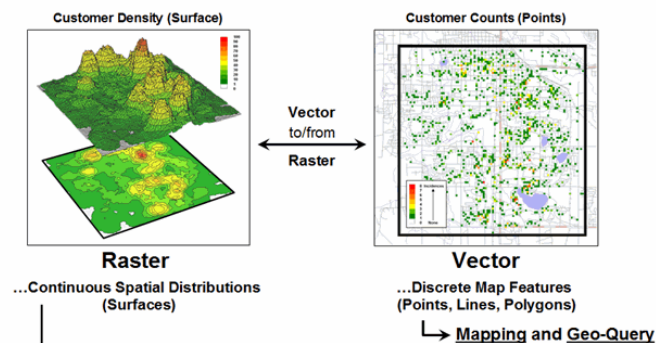 Customer Density (Surface)
Customer Counts (Points)
Vector
to/from
Raster
Raster
Vector
...Continuous Spatial Distributions
(Surfaces)
...Discrete Map Features
(Points, Lines, Polygons)
Mapping and Geo-Query